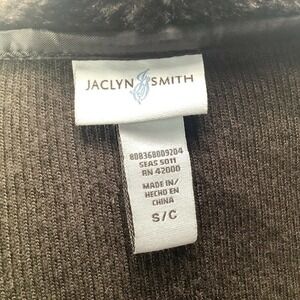 JACLYN SMITH
808368809204
SEAS 5011
RN 42000
MADE IN/
HECHO EN
CHINA
S/C